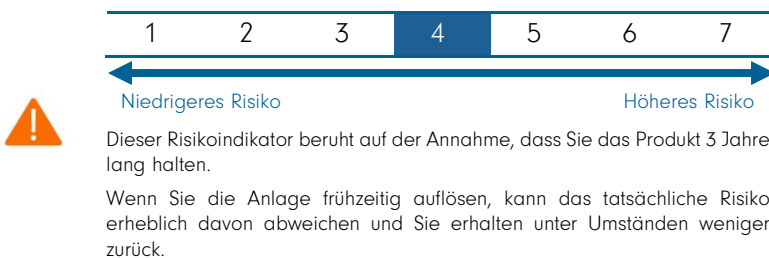 1 2 3 4 5 6 7
Niedrigeres Risiko Höheres Risiko
Dieser Risikoindikator beruht auf der Annahme, dass Sie das Produkt 3 Jahre
lang halten.
Wenn Sie die Anlage frühzeitig auflösen, kann das tatsächliche Risiko
erheblich davon abweichen und Sie erhalten unter Umständen weniger
zurück.